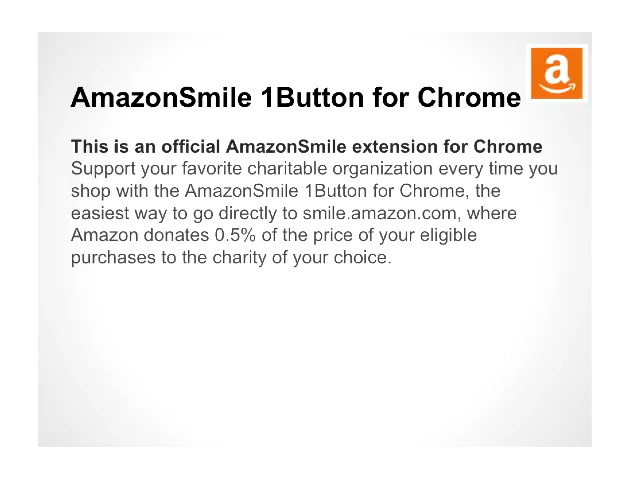 AmazonSmile 1Button for Chrome
This is an official AmazonSmile extension for Chrome
Support your favorite charitable organization every time you
shop with the AmazonSmile 1Button for Chrome, the
easiest way to go directly to smile.amazon.com, where
Amazon donates 0.5% of the price of your eligible
purchases to the charity of your choice.